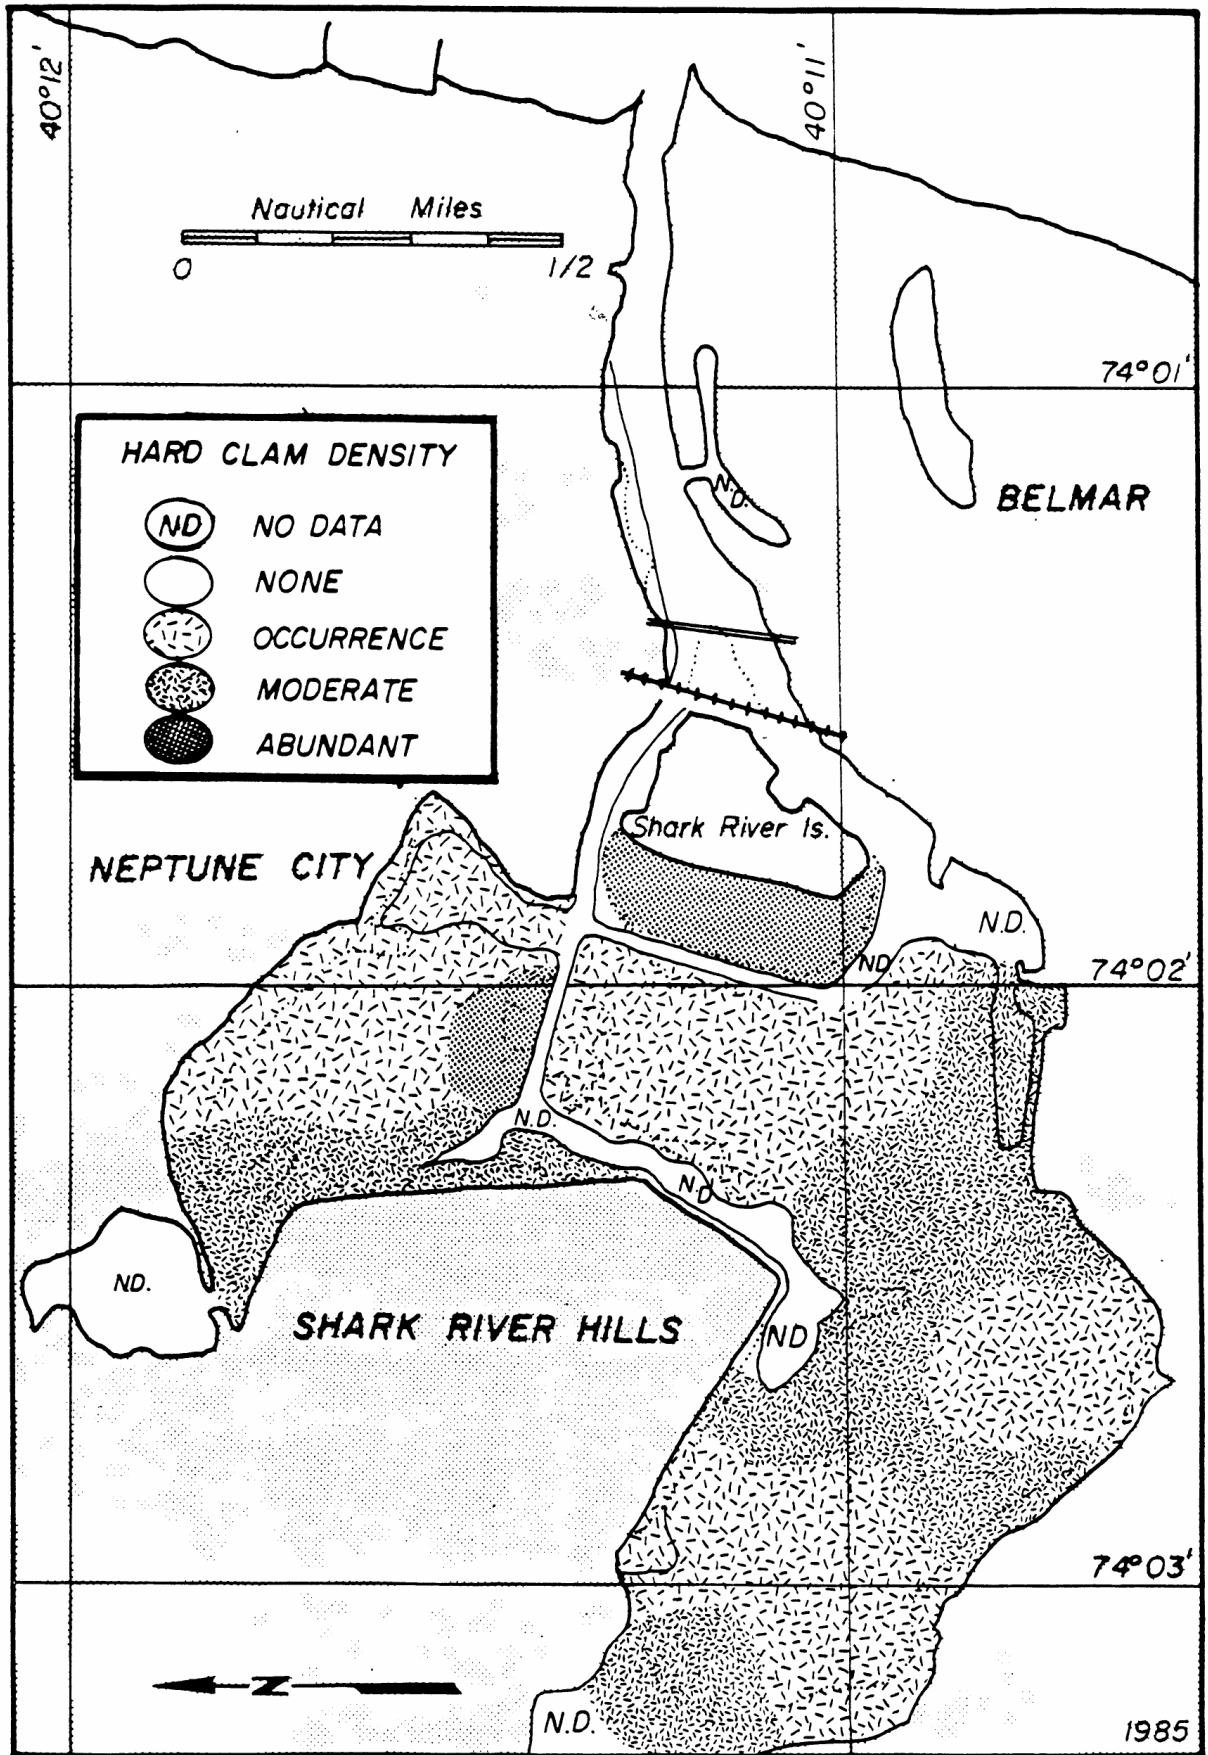 40°12'
40°11'
Nautical Miles
0 1/2
74°01'
HARD CLAM DENSITY
ND NO DATA
NONE
OCCURRENCE
MODERATE
ABUNDANT
N.D.
BELMAR
Shark River Is.
NEPTUNE CITY
N.D.
ND
74°02'
N.D.
ND
ND.
SHARK RIVER HILLS
ND
74°03'
N
N.D.
1985